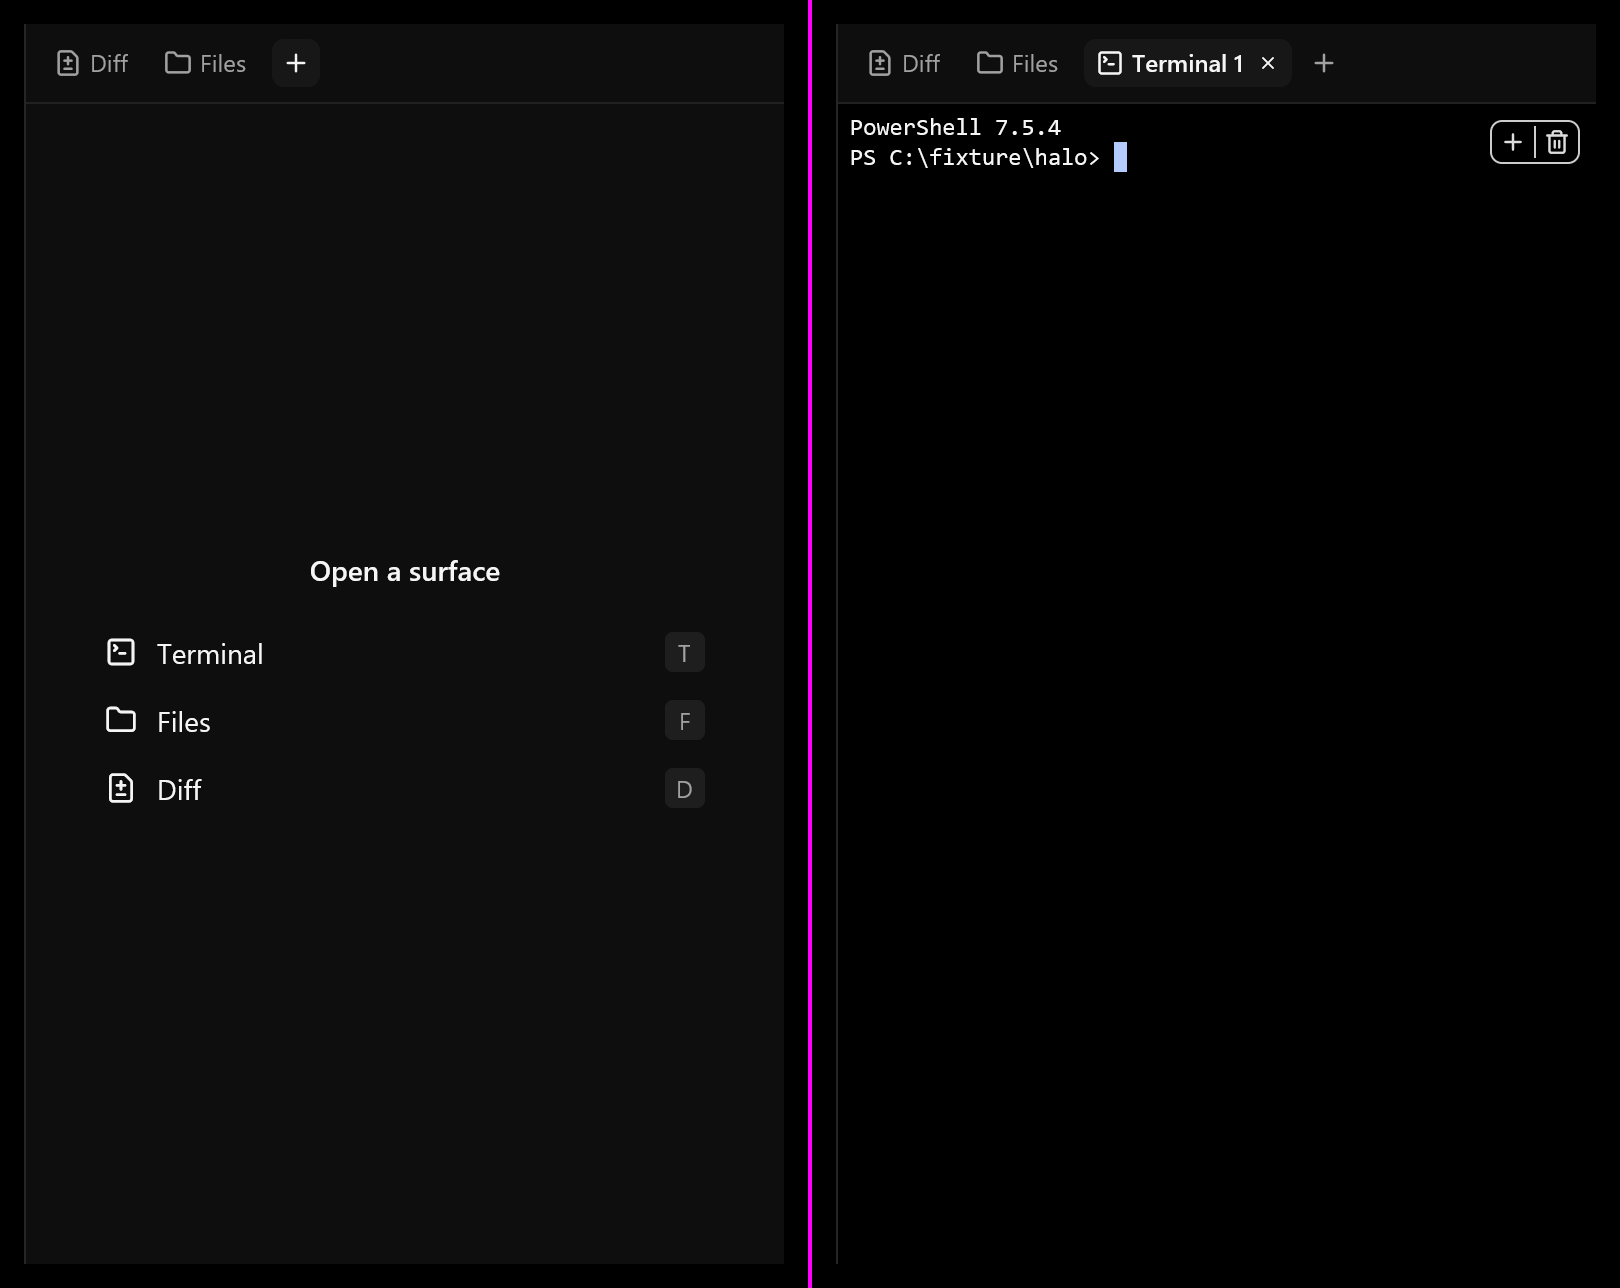 Diff Files
Open a surface
Terminal T
Files F
Diff D
Diff Files Terminal 1
PowerShell 7.5.4
PS C:\fixture\halo>